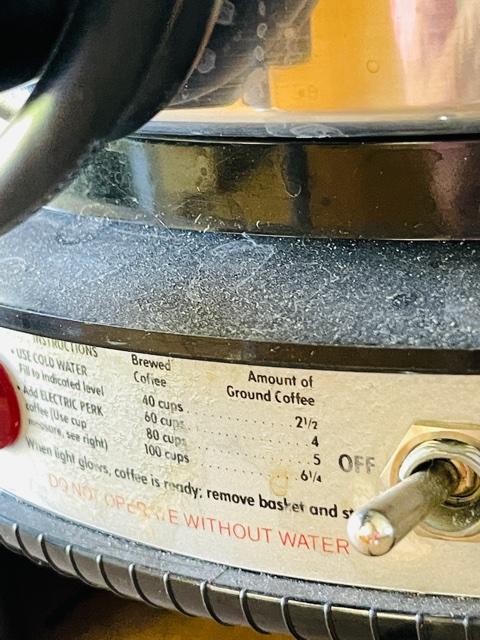 INSTRUCTIONS
• USE COLD WATER
Fill to indicated level
• Add ELECTRIC PERK
coffee (Use cup
measure, see right)
Brewed Coffee
Amount of Ground Coffee
40 cups ........ 2½
60 cups ........ 4
80 cups ........ 5
100 cups ........ 6¼
When light glows, coffee is ready; remove basket and
DO NOT OPERATE WITHOUT WATER
OFF